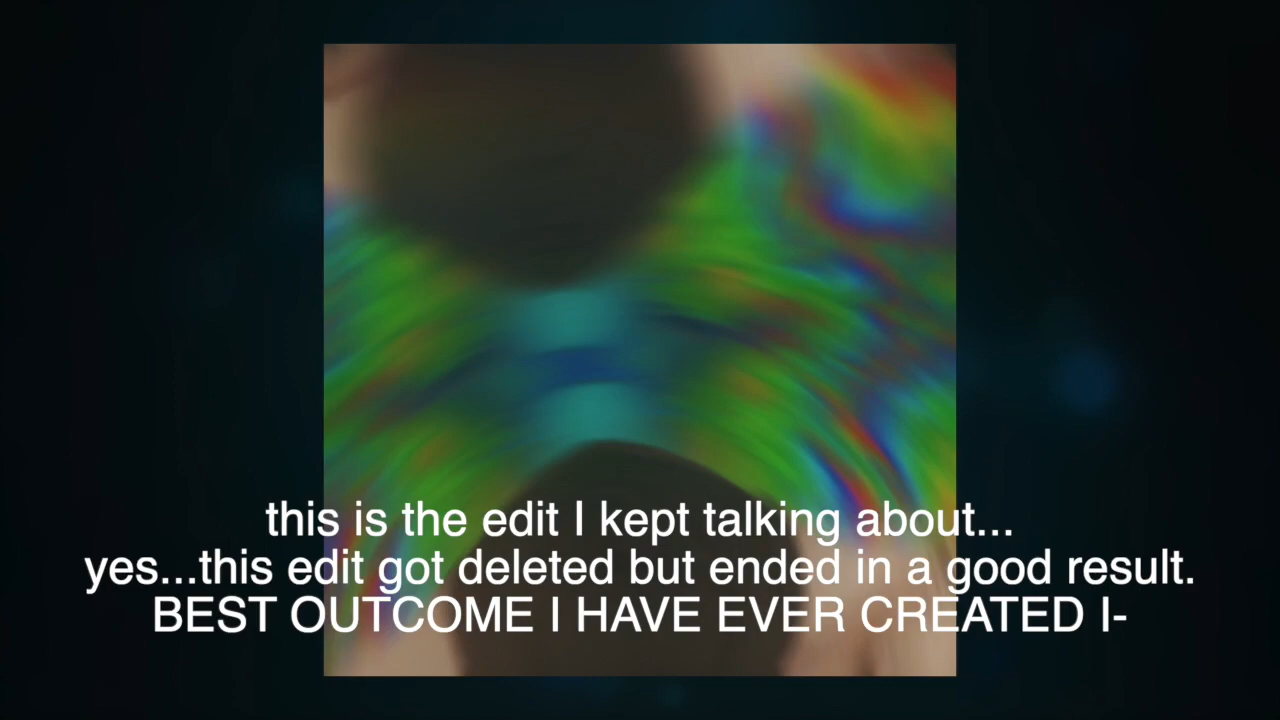 this is the edit I kept talking about...
yes...this edit got deleted but ended in a good result.
BEST OUTCOME I HAVE EVER CREATED I-